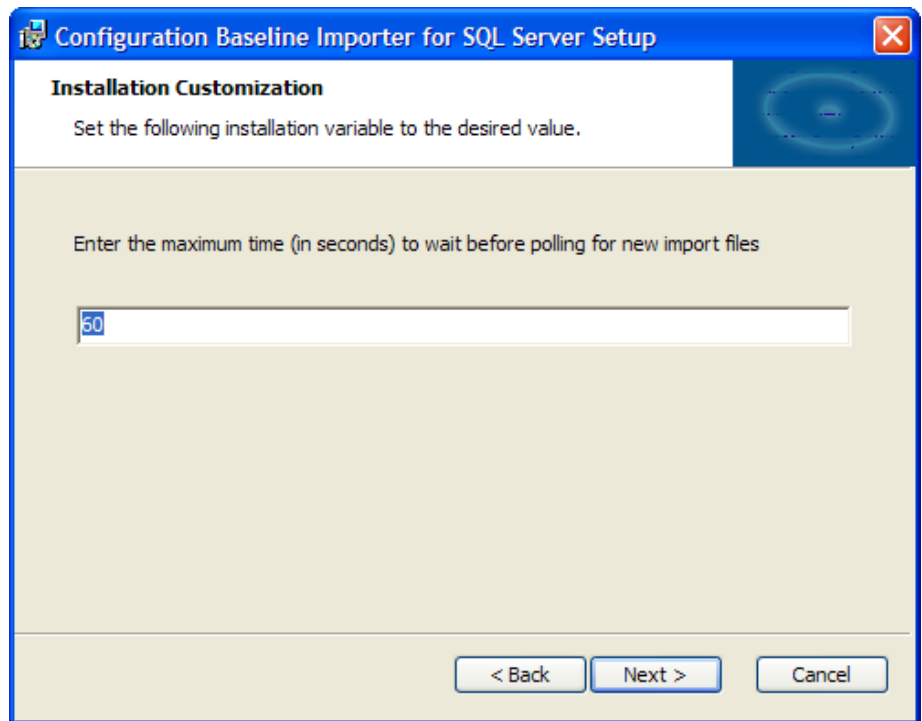 Configuration Baseline Importer for SQL Server Setup
Installation Customization
Set the following installation variable to the desired value.
Enter the maximum time (in seconds) to wait before polling for new import files
60
< Back Next > Cancel